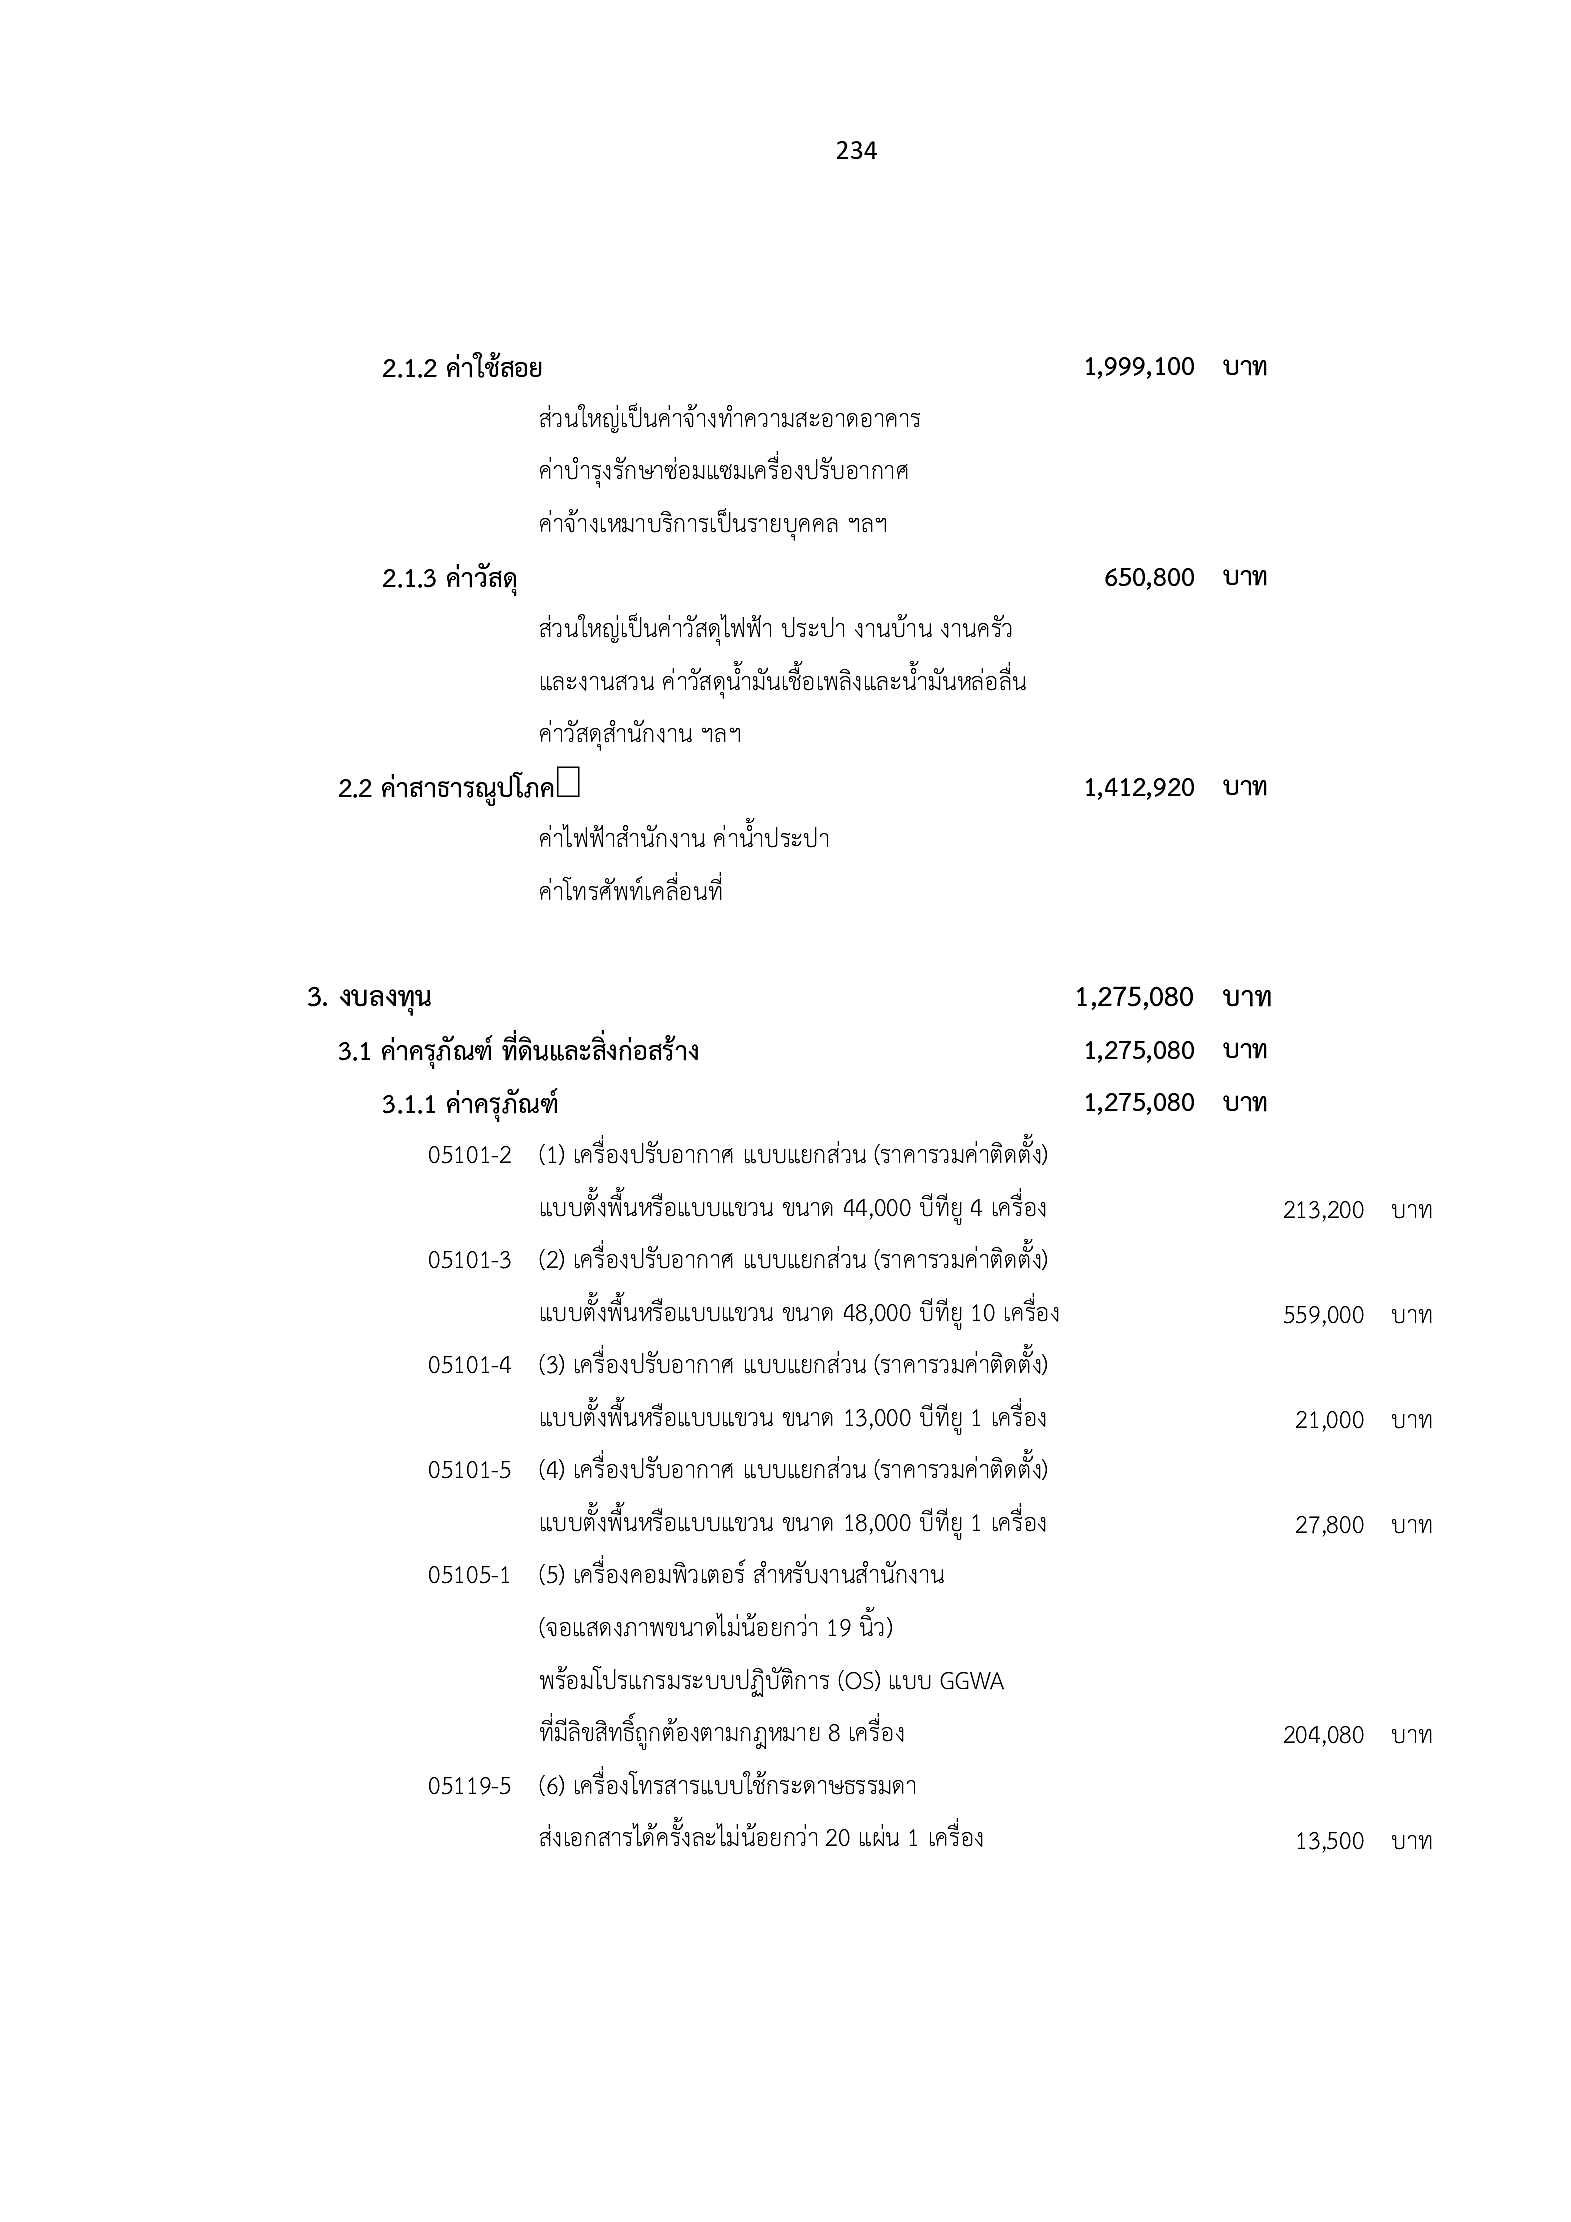 234
2.1.2 ค่าใช้สอย 1,999,100 บาท
ส่วนใหญ่เป็นค่าจ้างทำความสะอาดอาคาร
ค่าบำรุงรักษาซ่อมแซมเครื่องปรับอากาศ
ค่าจ้างเหมาบริการเป็นรายบุคคล ฯลฯ
2.1.3 ค่าวัสดุ 650,800 บาท
ส่วนใหญ่เป็นค่าวัสดุไฟฟ้า ประปา งานบ้าน งานครัว
และงานสวน ค่าวัสดุน้ำมันเชื้อเพลิงและน้ำมันหล่อลื่น
ค่าวัสดุสำนักงาน ฯลฯ
2.2 ค่าสาธารณูปโภค 1,412,920 บาท
ค่าไฟฟ้าสำนักงาน ค่าน้ำประปา
ค่าโทรศัพท์เคลื่อนที่
3. งบลงทุน 1,275,080 บาท
3.1 ค่าครุภัณฑ์ ที่ดินและสิ่งก่อสร้าง 1,275,080 บาท
3.1.1 ค่าครุภัณฑ์ 1,275,080 บาท
05101-2 (1) เครื่องปรับอากาศ แบบแยกส่วน (ราคารวมค่าติดตั้ง)
แบบตั้งพื้นหรือแบบแขวน ขนาด 44,000 บีทียู 4 เครื่อง 213,200 บาท
05101-3 (2) เครื่องปรับอากาศ แบบแยกส่วน (ราคารวมค่าติดตั้ง)
แบบตั้งพื้นหรือแบบแขวน ขนาด 48,000 บีทียู 10 เครื่อง 559,000 บาท
05101-4 (3) เครื่องปรับอากาศ แบบแยกส่วน (ราคารวมค่าติดตั้ง)
แบบตั้งพื้นหรือแบบแขวน ขนาด 13,000 บีทียู 1 เครื่อง 21,000 บาท
05101-5 (4) เครื่องปรับอากาศ แบบแยกส่วน (ราคารวมค่าติดตั้ง)
แบบตั้งพื้นหรือแบบแขวน ขนาด 18,000 บีทียู 1 เครื่อง 27,800 บาท
05105-1 (5) เครื่องคอมพิวเตอร์ สำหรับงานสำนักงาน
(จอแสดงภาพขนาดไม่น้อยกว่า 19 นิ้ว)
พร้อมโปรแกรมระบบปฏิบัติการ (OS) แบบ GGWA
ที่มีลิขสิทธิ์ถูกต้องตามกฎหมาย 8 เครื่อง 204,080 บาท
05119-5 (6) เครื่องโทรสารแบบใช้กระดาษธรรมดา
ส่งเอกสารได้ครั้งละไม่น้อยกว่า 20 แผ่น 1 เครื่อง 13,500 บาท